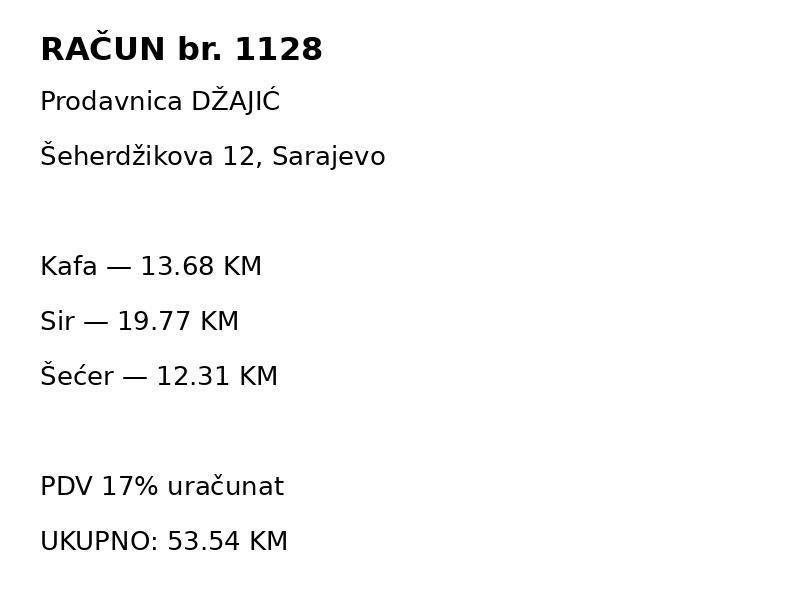 RAČUN br. 1128
Prodavnica DŽAJIĆ
Šeherdžikova 12, Sarajevo
Kafa — 13.68 KM
Sir — 19.77 KM
Šećer — 12.31 KM
PDV 17% uračunat
UKUPNO: 53.54 KM